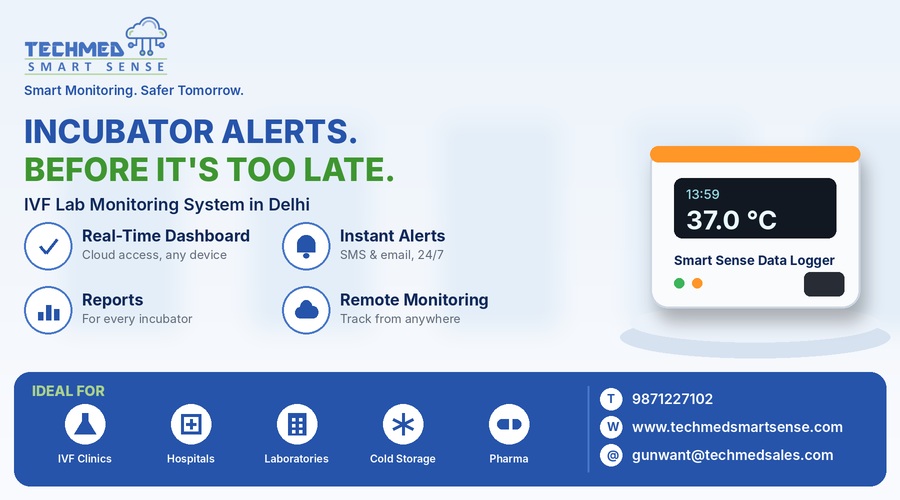 TECHMED
SMART SENSE
Smart Monitoring. Safer Tomorrow.
INCUBATOR ALERTS.
BEFORE IT'S TOO LATE.
IVF Lab Monitoring System in Delhi
Real-Time Dashboard
Cloud access, any device
Instant Alerts
SMS & email, 24/7
Reports
For every incubator
Remote Monitoring
Track from anywhere
13:59
37.0 °C
Smart Sense Data Logger
IDEAL FOR
IVF Clinics
Hospitals
Laboratories
Cold Storage
Pharma
T 9871227102
W www.techmedsmartsense.com
@ gunwant@techmedsales.com